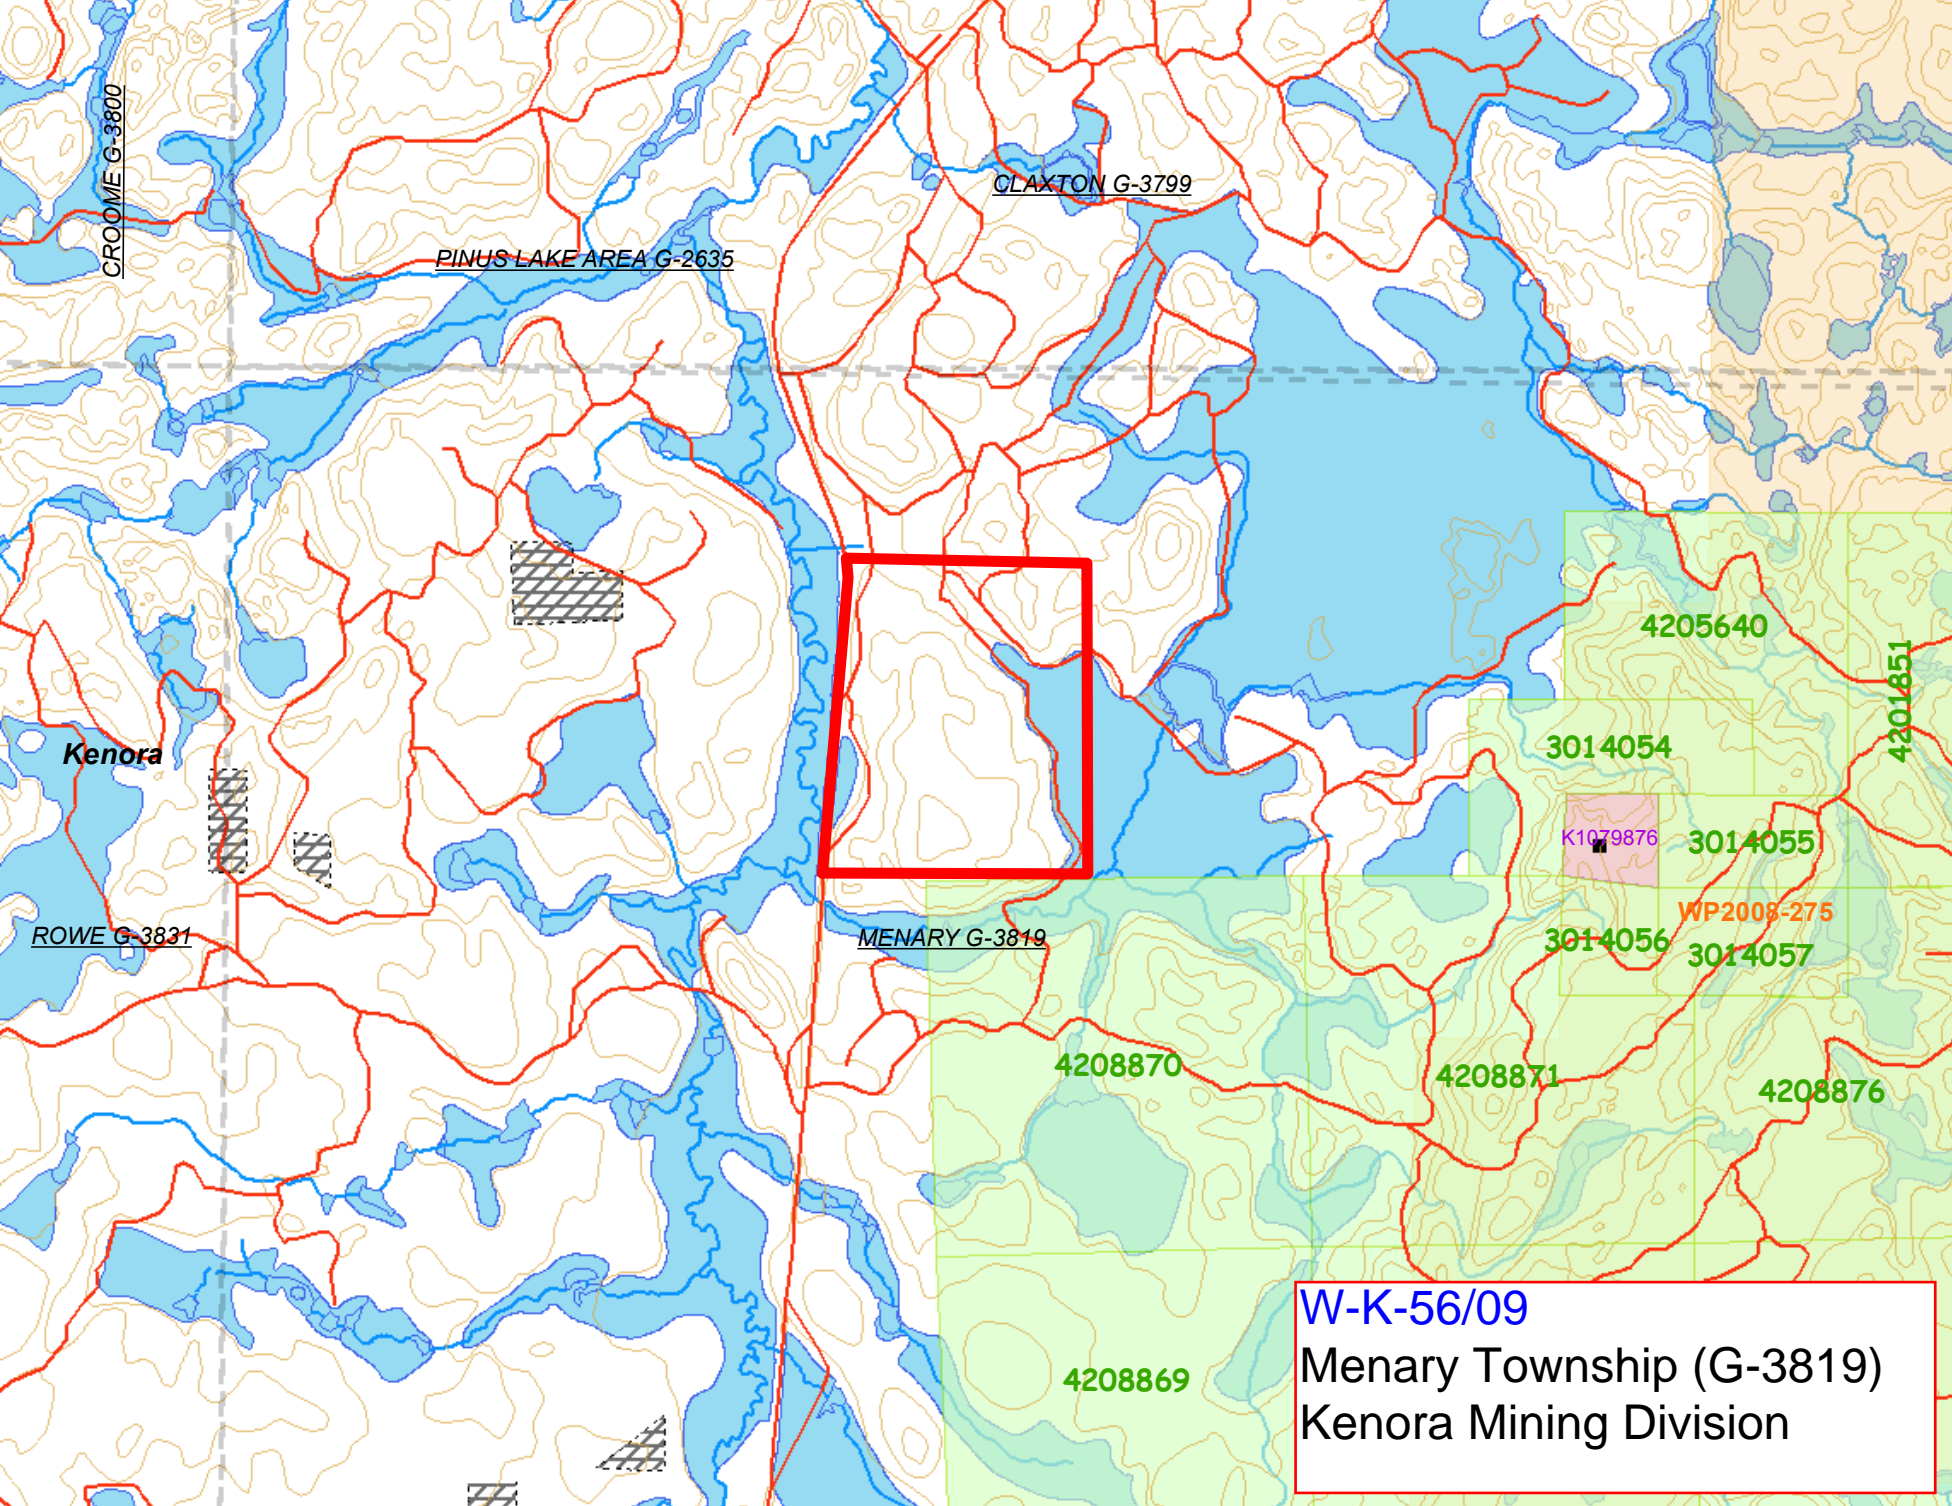 CROOME G-3800
CLAXTON G-3799
PINUS LAKE AREA G-2635
4205640
4201851
3014054
Kenora
K1079876
3014055
WP2008-275
ROWE G-3831
MENARY G-3819
3014056
3014057
4208870
4208871
4208876
4208869
W-K-56/09
Menary Township (G-3819)
Kenora Mining Division